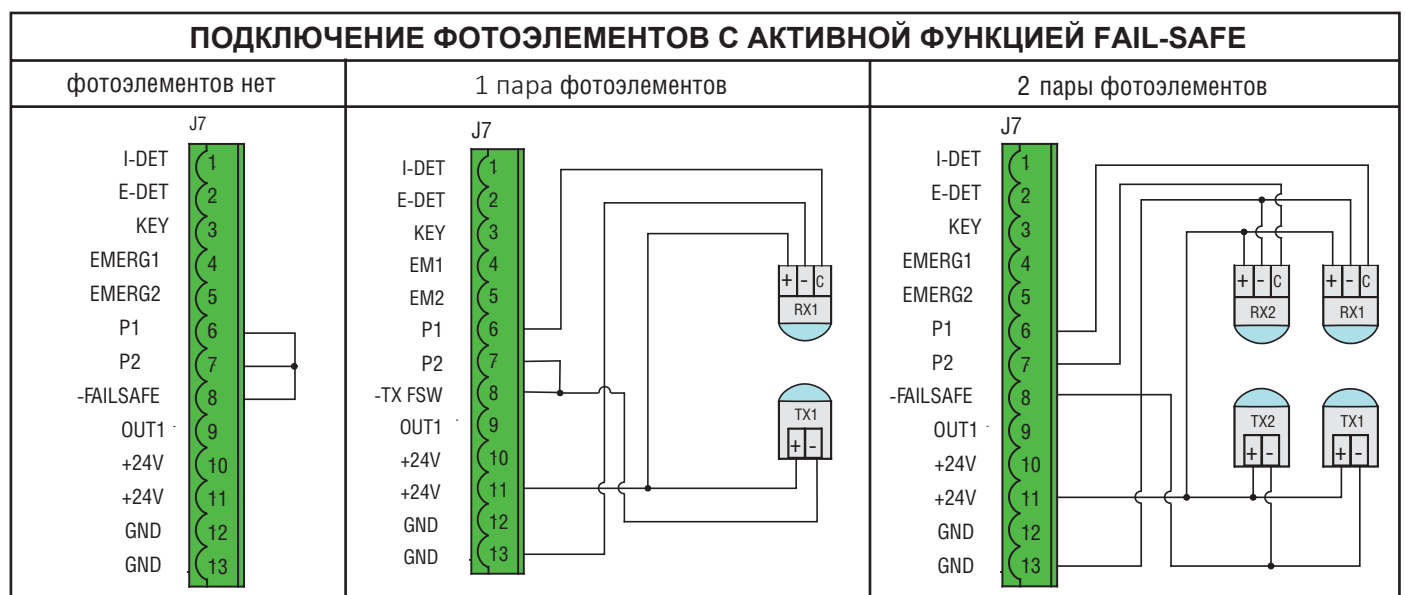 ПОДКЛЮЧЕНИЕ ФОТОЭЛЕМЕНТОВ С АКТИВНОЙ ФУНКЦИЕЙ FAIL-SAFE
фотоэлементов нет
J7
I-DET 1
E-DET 2
KEY 3
EMERG1 4
EMERG2 5
P1 6
P2 7
-FAILSAFE 8
OUT1 9
+24V 10
+24V 11
GND 12
GND 13
1 пара фотоэлементов
J7
I-DET 1
E-DET 2
KEY 3
EM1 4
EM2 5
P1 6
P2 7
-TX FSW 8
OUT1 9
+24V 10
+24V 11
GND 12
GND 13
+ - C
RX1
TX1
+ -
2 пары фотоэлементов
J7
I-DET 1
E-DET 2
KEY 3
EMERG1 4
EMERG2 5
P1 6
P2 7
-FAILSAFE 8
OUT1 9
+24V 10
+24V 11
GND 12
GND 13
+ - C + - C
RX2 RX1
TX2 TX1
+ - + -